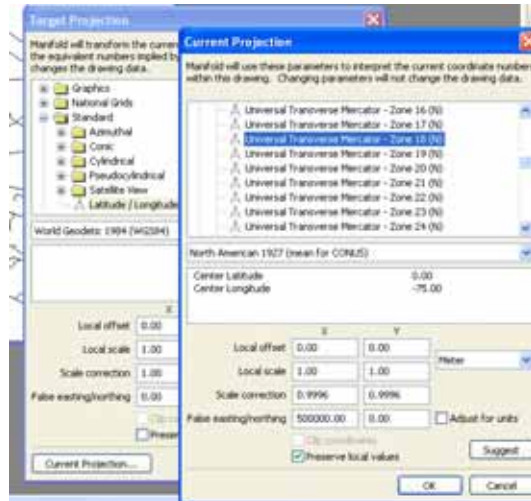 Target Projection
Manifold will transform the curren
the equivalent numbers implied by
changes the drawing data.
Graphics
National Grids
Standard
Azimuthal
Conic
Cylindrical
Pseudocylindrical
Satellite View
Latitude / Longitude
World Geodetic 1984 (WGS84)
X
Local offset 0.00
Local scale 1.00
Scale correction 1.00
False easting/northing 0.00
Preser
Current Projection...
Current Projection
Manifold will use these parameters to interpret the current coordinate numbers
within this drawing. Changing parameters will not change the drawing data.
Universal Transverse Mercator - Zone 16 (N)
Universal Transverse Mercator - Zone 17 (N)
Universal Transverse Mercator - Zone 18 (N)
Universal Transverse Mercator - Zone 19 (N)
Universal Transverse Mercator - Zone 20 (N)
Universal Transverse Mercator - Zone 21 (N)
Universal Transverse Mercator - Zone 22 (N)
Universal Transverse Mercator - Zone 23 (N)
Universal Transverse Mercator - Zone 24 (N)
North American 1927 (mean for CONUS)
Center Latitude 0.00
Center Longitude -75.00
X Y
Local offset 0.00 0.00 Meter
Local scale 1.00 1.00
Scale correction 0.9996 0.9996
False easting/northing 500000.00 0.00 Adjust for units
Clip coordinates
Preserve local values Suggest
OK Cancel